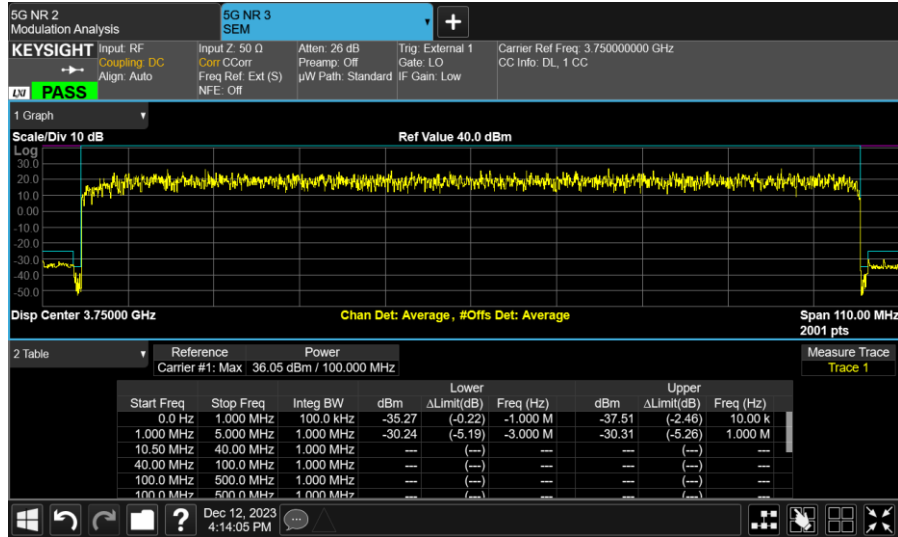 5G NR 2
Modulation Analysis
5G NR 3
SEM
KEYSIGHT
LXI PASS
Input: RF
Coupling: DC
Align: Auto
Input Z: 50 Ω
Corr CCorr
Freq Ref: Ext (S)
NFE: Off
Atten: 26 dB
Preamp: Off
µW Path: Standard
Trig: External 1
Gate: LO
IF Gain: Low
Carrier Ref Freq: 3.750000000 GHz
CC Info: DL, 1 CC
1 Graph
Scale/Div 10 dB
Ref Value 40.0 dBm
Log
30.0
20.0
10.0
0.00
-10.0
-20.0
-30.0
-40.0
-50.0
Disp Center 3.75000 GHz
Chan Det: Average, #Offs Det: Average
Span 110.00 MHz
2001 pts
2 Table
Reference Power
Carrier #1: Max 36.05 dBm / 100.000 MHz
Measure Trace
Trace 1
Lower Upper
Start Freq Stop Freq Integ BW dBm ΔLimit(dB) Freq (Hz) dBm ΔLimit(dB) Freq (Hz)
0.0 Hz 1.000 MHz 100.0 kHz -35.27 (-0.22) -1.000 M -37.51 (-2.46) 10.00 k
1.000 MHz 5.000 MHz 1.000 MHz -30.24 (-5.19) -3.000 M -30.31 (-5.26) 1.000 M
10.50 MHz 40.00 MHz 1.000 MHz --- (---) --- --- (---) ---
40.00 MHz 100.0 MHz 1.000 MHz --- (---) --- --- (---) ---
100.0 MHz 500.0 MHz 1.000 MHz --- (---) --- --- (---) ---
100.0 MHz 500.0 MHz 1.000 MHz --- (---) --- --- (---) ---
Dec 12, 2023
4:14:05 PM